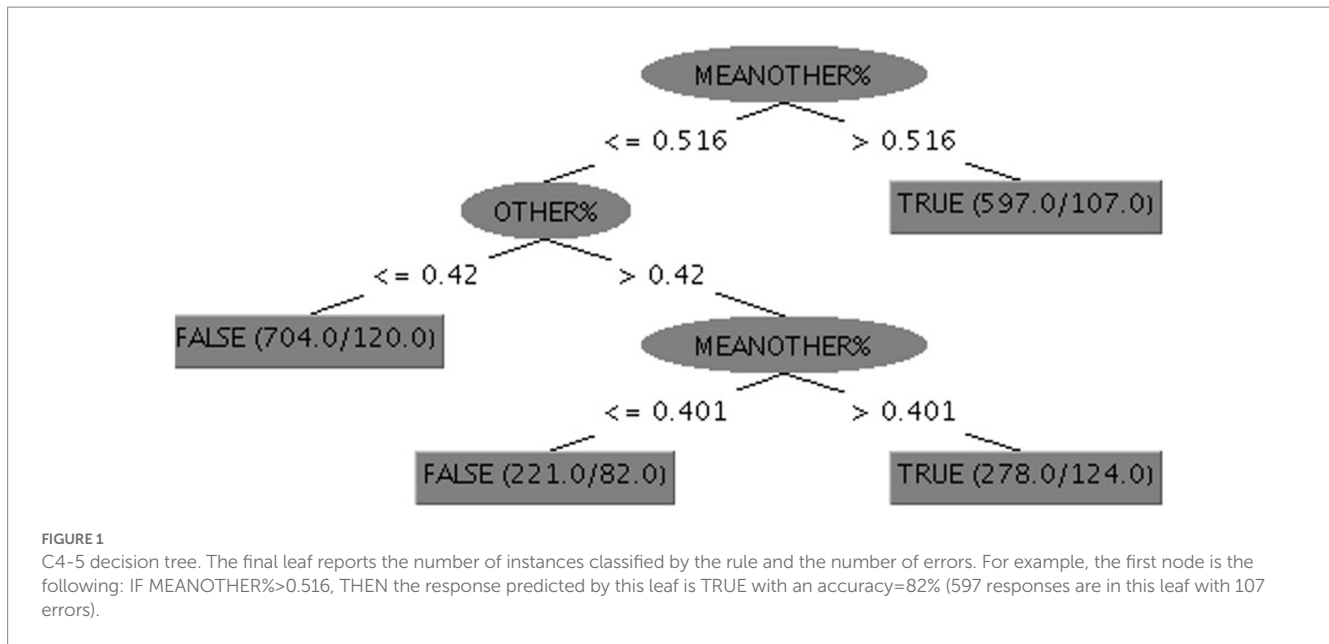 MEANOTHER%
<= 0.516
> 0.516
OTHER%
TRUE (597.0/107.0)
<= 0.42
> 0.42
FALSE (704.0/120.0)
MEANOTHER%
<= 0.401
> 0.401
FALSE (221.0/82.0)
TRUE (278.0/124.0)
FIGURE 1
C4-5 decision tree. The final leaf reports the number of instances classified by the rule and the number of errors. For example, the first node is the
following: IF MEANOTHER%>0.516, THEN the response predicted by this leaf is TRUE with an accuracy=82% (597 responses are in this leaf with 107
errors).